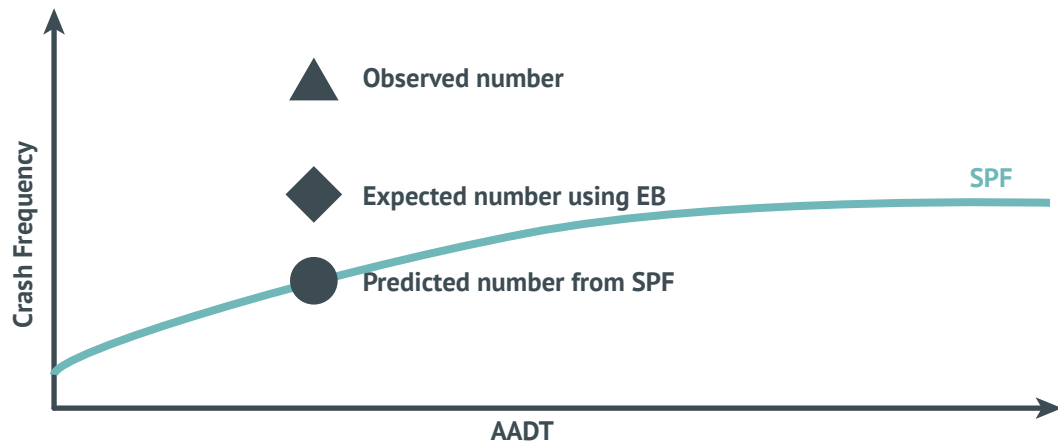 Observed number
Expected number using EB
SPF
Predicted number from SPF
Crash Frequency
AADT